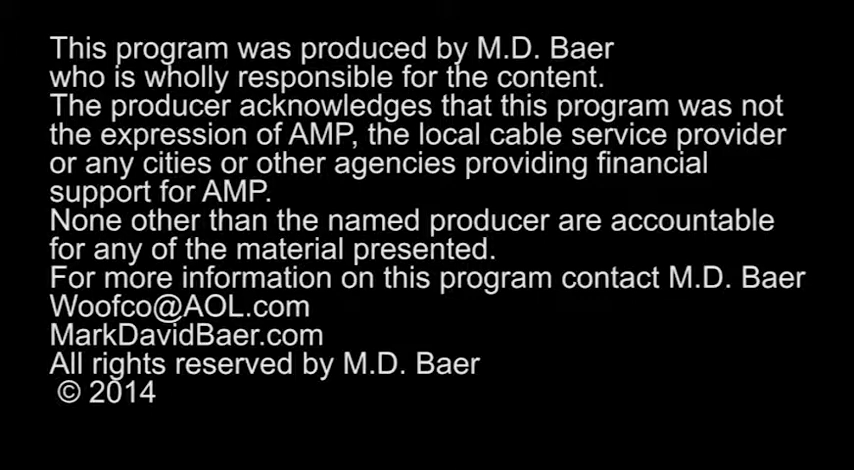 This program was produced by M.D. Baer
who is wholly responsible for the content.
The producer acknowledges that this program was not
the expression of AMP, the local cable service provider
or any cities or other agencies providing financial
support for AMP.
None other than the named producer are accountable
for any of the material presented.
For more information on this program contact M.D. Baer
Woofco@AOL.com
MarkDavidBaer.com
All rights reserved by M.D. Baer
© 2014